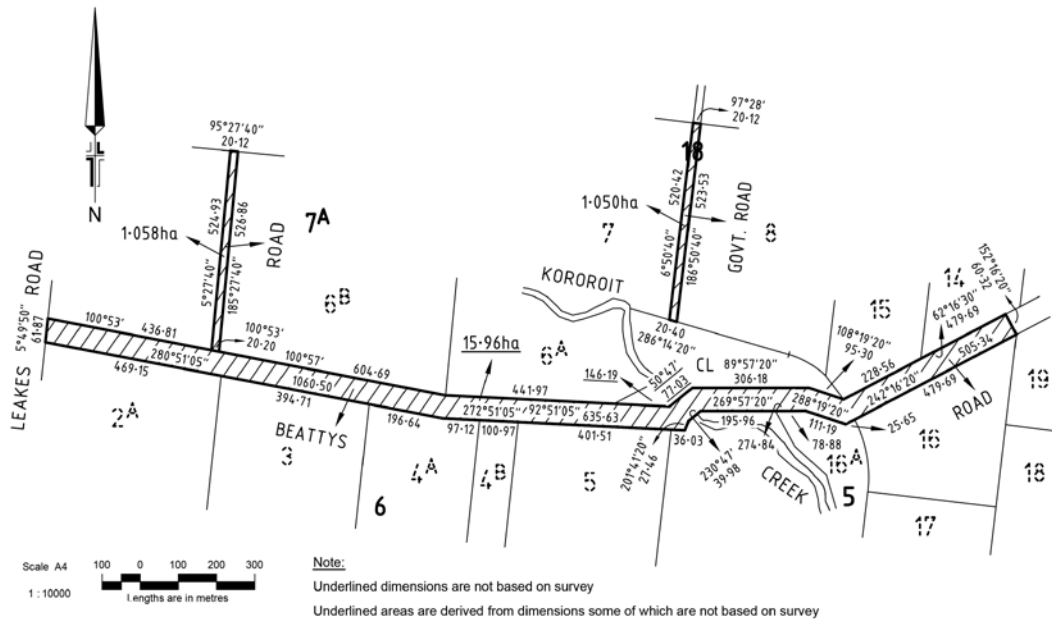 N
95°27'40"
20·12
97°28'
20·12
18
524·93
526·86
7A
1·058ha
ROAD
5°27'40"
185°27'40"
520·42
523·53
1·050ha
7
8
GOVT. ROAD
6°50'40"
186°50'40"
KOROROIT
20·40
286°14'20"
LEAKES ROAD
5°49'50"
61·87
100°53'
436·81
280°51'05"
469·15
100°53'
20·20
6B
100°57'
604·69
1060·50
394·71
15·96ha
6A
441·97
146·19
50°47'
77·03
CL
89°57'20"
306·18
15
14
108°19'20"
95·30
62°16'30"
479·69
152°16'20"
60·32
228·56
242°16'20"
505·34
479·69
ROAD
19
2A
3
BEATTYS
196·64
4A
97·12
272°51'05"
92°51'05"
635·63
100·97
4B
401·51
5
201°41'20"
27·46
36·03
230°47'
39·98
269°57'20"
195·96
274·84
288°19'20"
111·19
78·88
25·65
16A
16
CREEK
5
6
17
18
Scale A4
1 : 10000
100 0 100 200 300
Lengths are in metres
Note:
Underlined dimensions are not based on survey
Underlined areas are derived from dimensions some of which are not based on survey